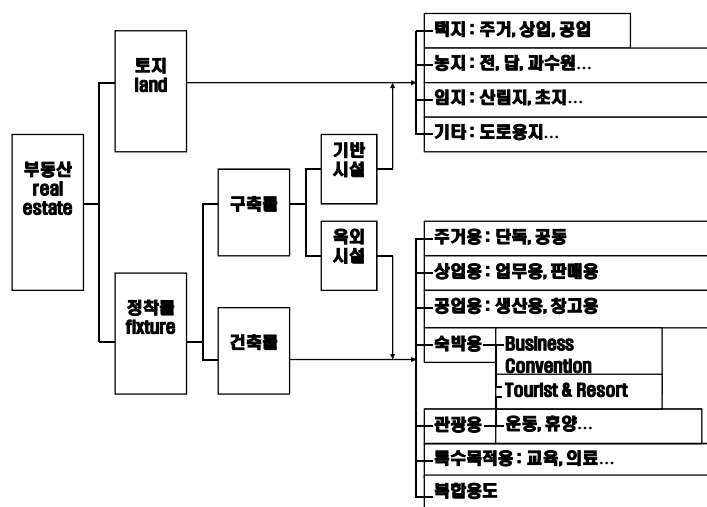 부동산
real
estate
토지
land
정착물
fixture
구축물
건축물
기반
시설
옥외
시설
택지 : 주거, 상업, 공업
농지 : 전, 답, 과수원…
임지 : 산림지, 초지…
기타 : 도로용지…
주거용 : 단독, 공동
상업용 : 업무용, 판매용
공업용 : 생산용, 창고용
숙박용
Business
Convention
Tourist & Resort
관광용
운동, 휴양…
특수목적용 : 교육, 의료…
복합용도